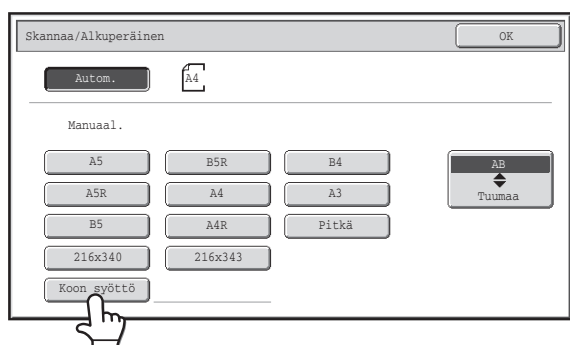 Skannaa/Alkuperäinen OK
Autom. A4
Manuaal.
A5 B5R B4 AB
A5R A4 A3 Tuumaa
B5 A4R Pitkä
216x340 216x343
Koon syöttö